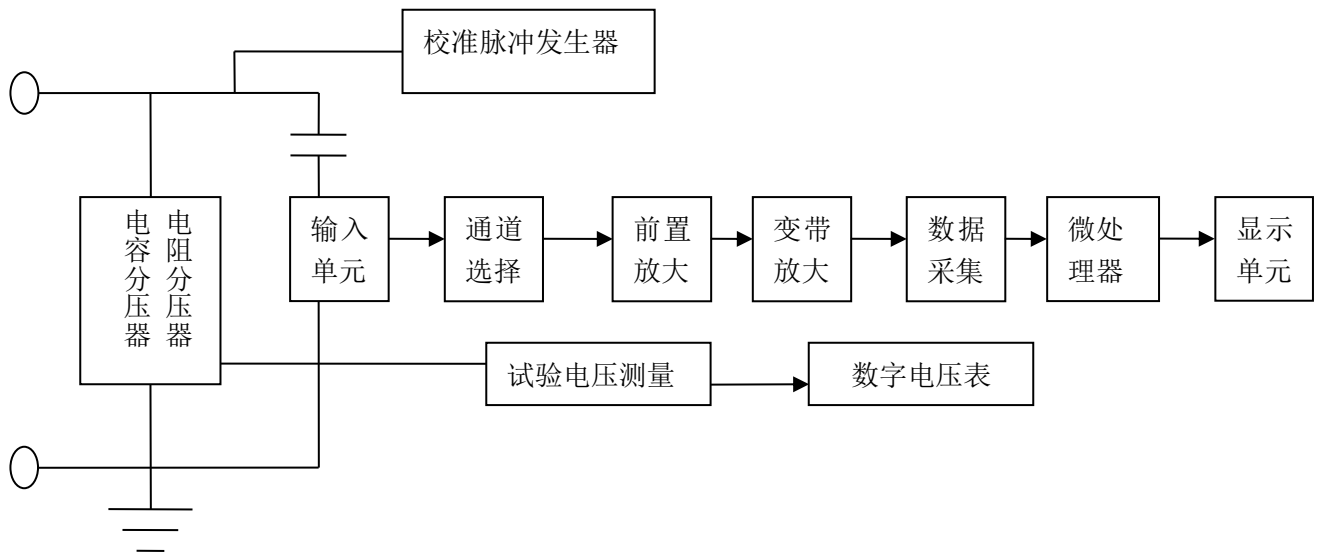 校准脉冲发生器
电阻分压器
电容分压器
输入
单元
通道
选择
前置
放大
变带
放大
数据
采集
微处
理器
显示
单元
试验电压测量
数字电压表